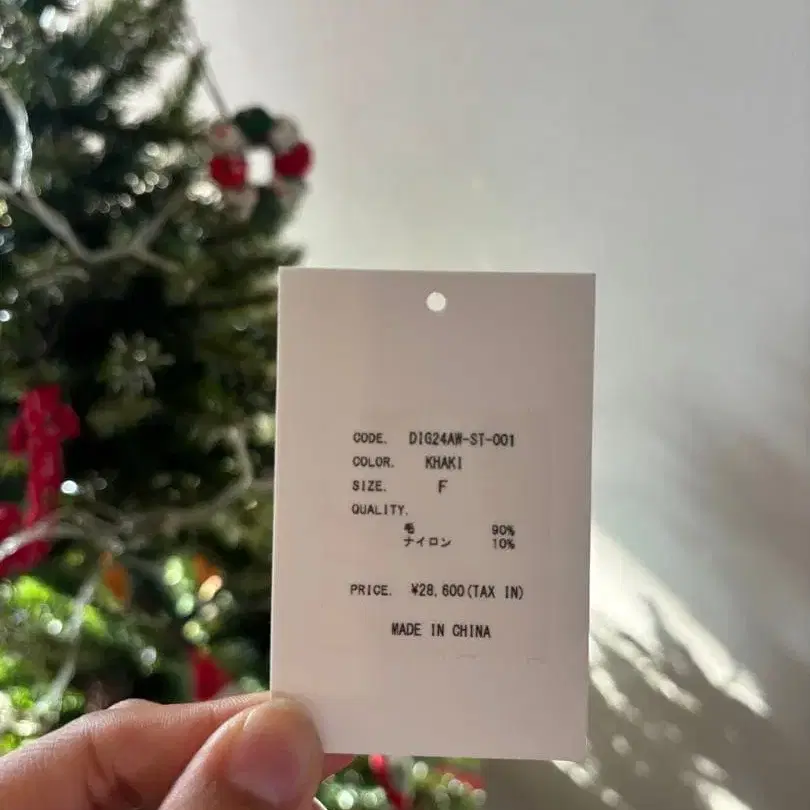 CODE. DIG24AW-ST-001
COLOR. KHAKI
SIZE. F
QUALITY.
毛 90%
ナイロン 10%
PRICE. ¥28,600(TAX IN)
MADE IN CHINA